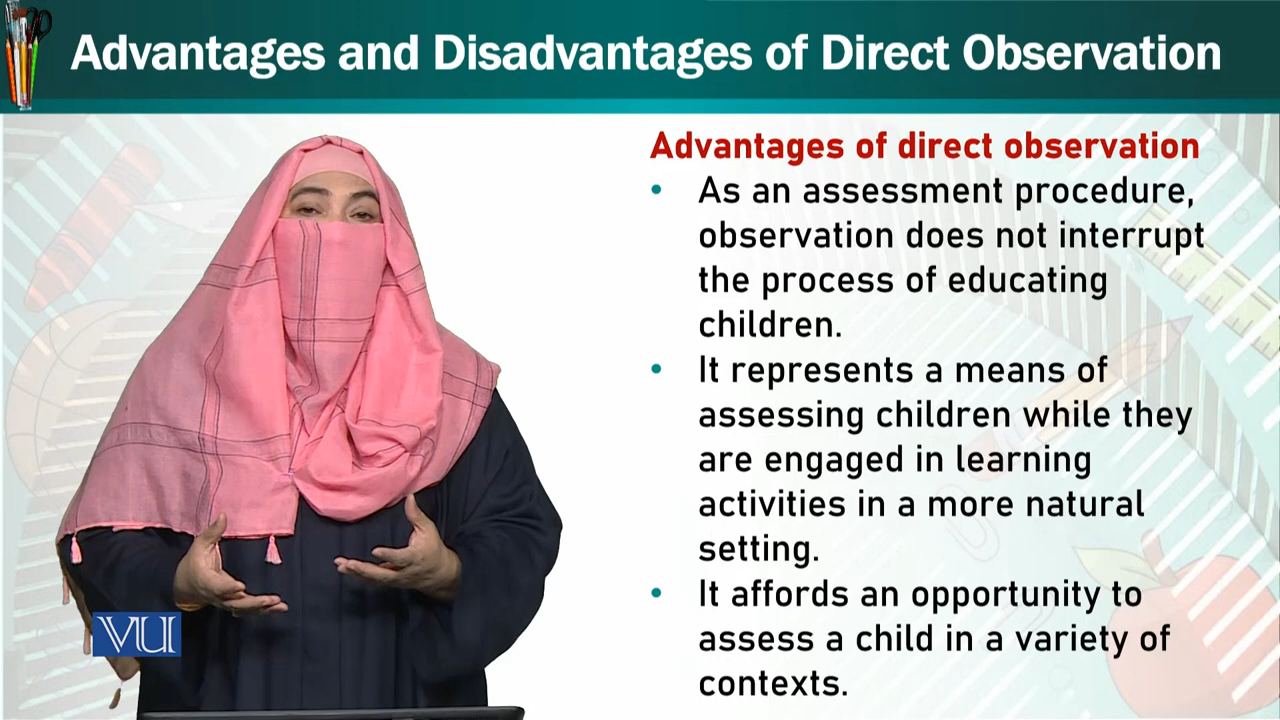 Advantages and Disadvantages of Direct Observation
Advantages of direct observation
• As an assessment procedure,
observation does not interrupt
the process of educating
children.
• It represents a means of
assessing children while they
are engaged in learning
activities in a more natural
setting.
• It affords an opportunity to
assess a child in a variety of
contexts.
VU